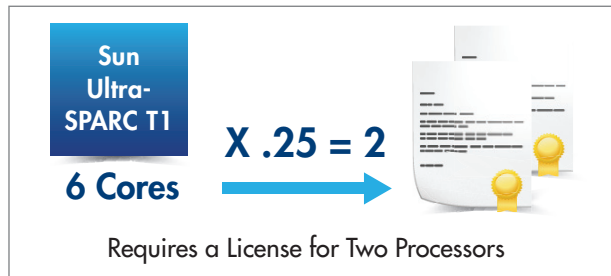 Sun
Ultra-
SPARC T1
6 Cores
X .25 = 2
Requires a License for Two Processors